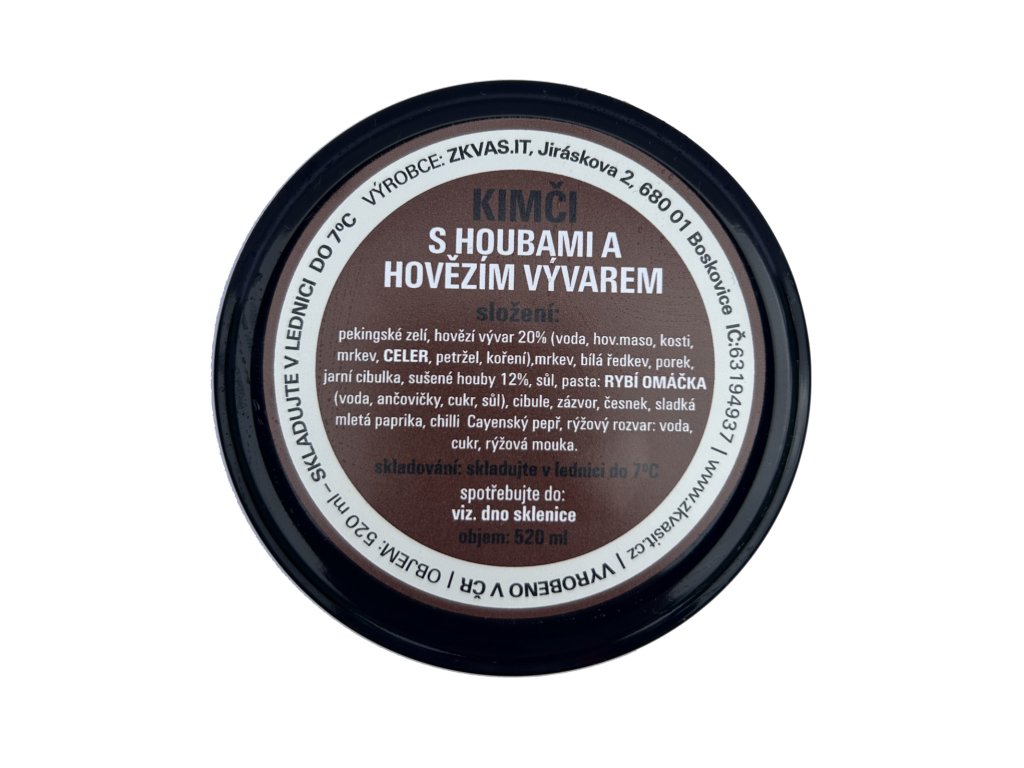 VÝROBCE: ZKVAS.IT, Jiráskova 2, 680 01 Boskovice IČ:63194937 | www.zkvasit.cz | VYROBENO V ČR | OBJEM: 520 ml – SKLADUJTE V LEDNICI DO 7ºC
KIMČI
S HOUBAMI A
HOVĚZÍM VÝVAREM
složení:
pekingské zelí, hovězí vývar 20% (voda, hov.maso, kosti,
mrkev, CELER, petržel, koření),mrkev, bílá ředkev, porek,
jarní cibulka, sušené houby 12%, sůl, pasta: RYBÍ OMÁČKA
(voda, ančovičky, cukr, sůl), cibule, zázvor, česnek, sladká
mletá paprika, chilli Cayenský pepř, rýžový rozvar: voda,
cukr, rýžová mouka.
skladování: skladujte v lednici do 7ºC
spotřebujte do:
viz. dno sklenice
objem: 520 ml